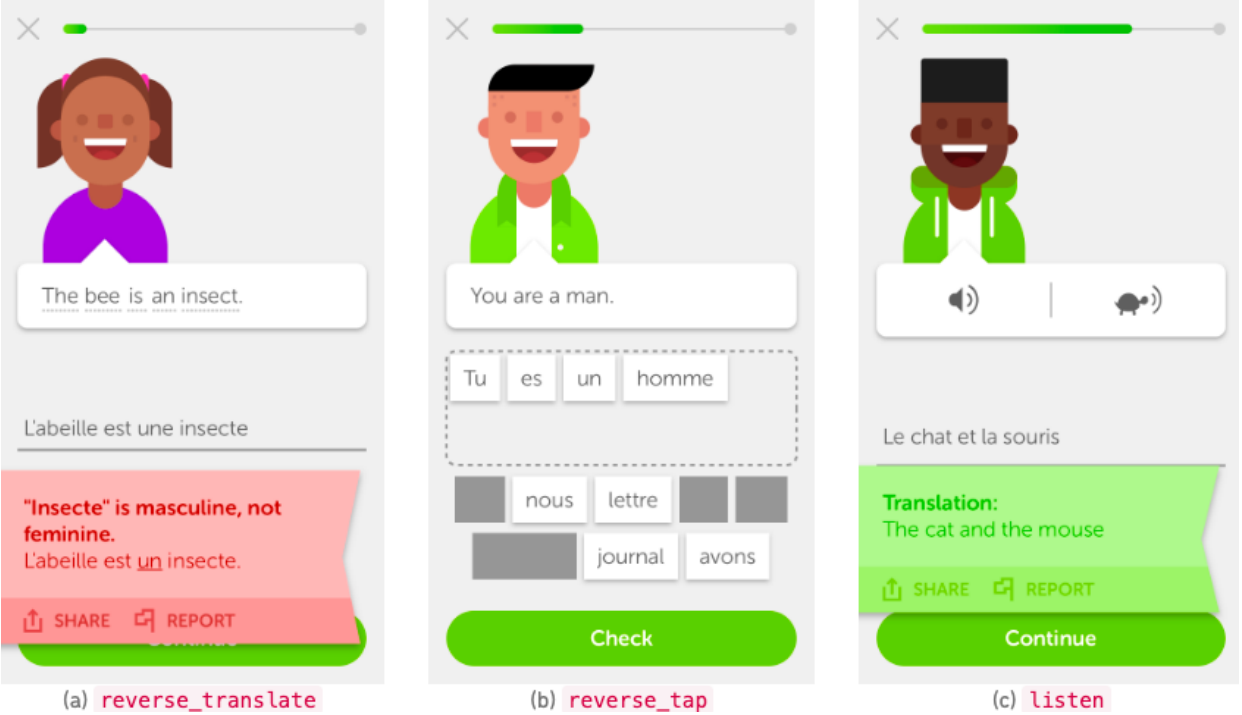 The bee is an insect.
L'abeille est une insecte
"Insecte" is masculine, not
feminine.
L'abeille est un insecte.
SHARE REPORT
Continue
(a) reverse_translate
You are a man.
Tu es un homme
nous lettre
journal avons
Check
(b) reverse_tap
Le chat et la souris
Translation:
The cat and the mouse
SHARE REPORT
Continue
(c) listen